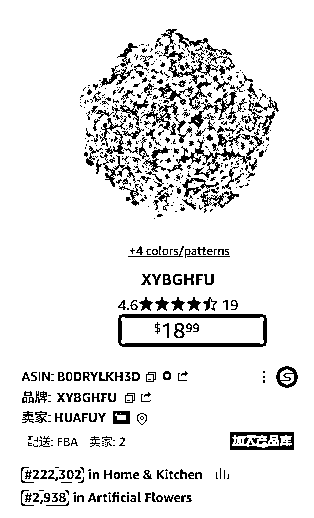 +4 colors/patterns
XYBGHFU
4.6 19
$18.99
ASIN: B0DRYLKH3D
品牌: XYBGHFU
卖家: HUAFUY
配送: FBA 卖家: 2
加入竞品库
#222,302 in Home & Kitchen
#2,938 in Artificial Flowers